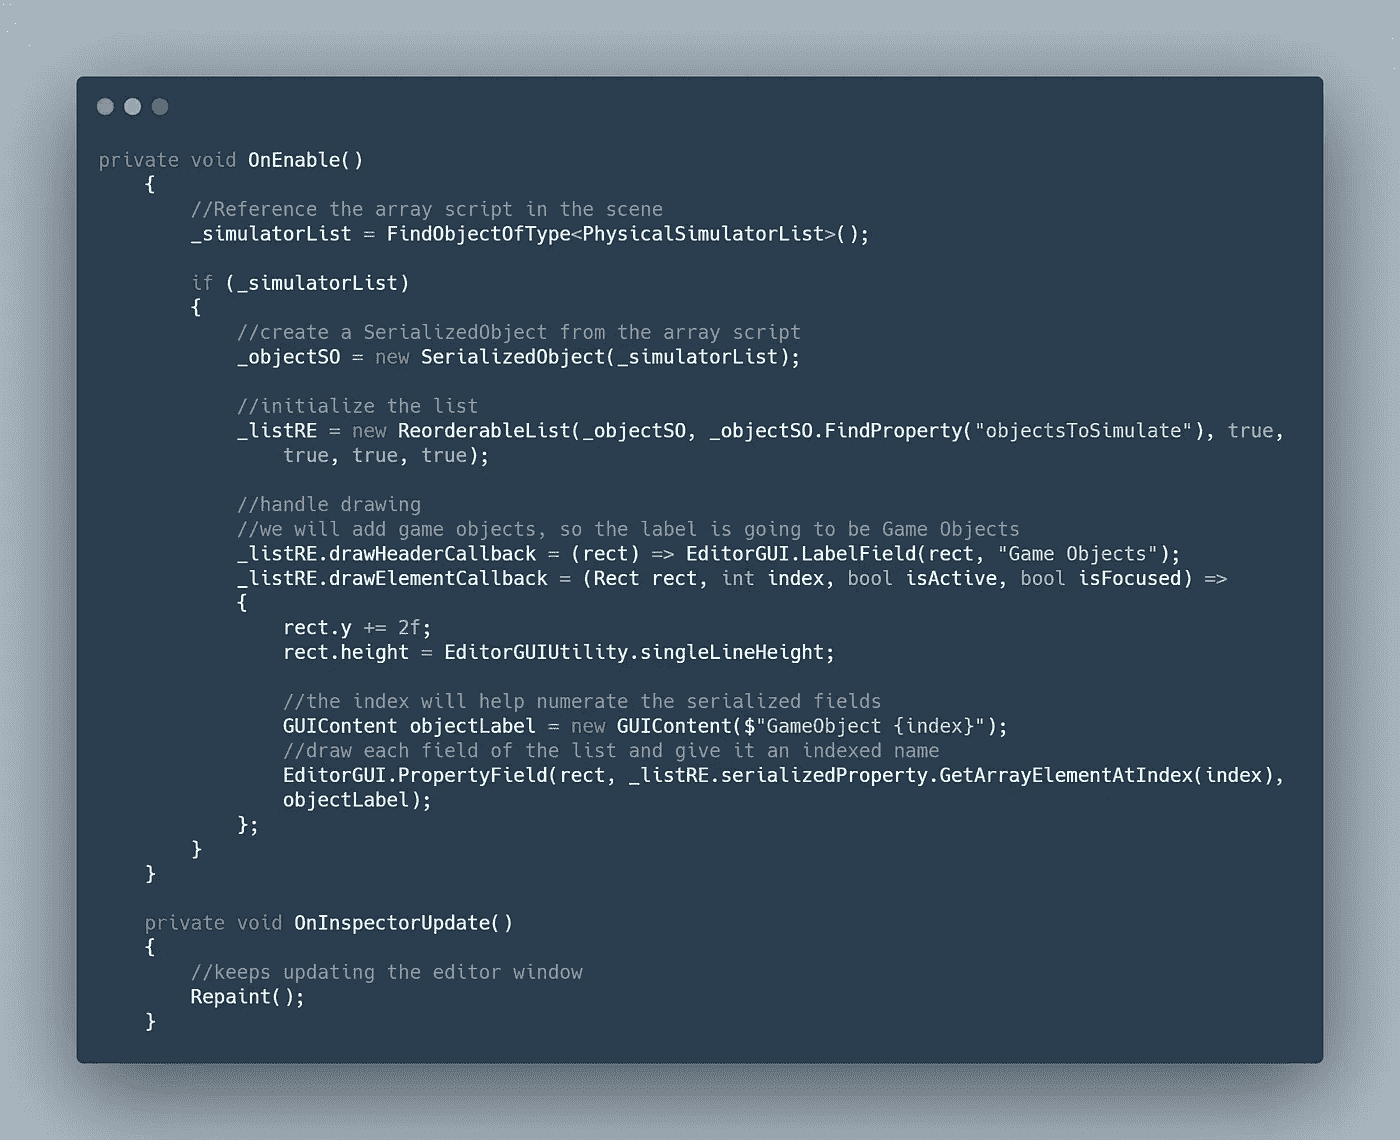 private void OnEnable()
{
//Reference the array script in the scene
_simulatorList = FindObjectOfType<PhysicalSimulatorList>();
if (_simulatorList)
{
//create a SerializedObject from the array script
_objectSO = new SerializedObject(_simulatorList);
//initialize the list
_listRE = new ReorderableList(_objectSO, _objectSO.FindProperty("objectsToSimulate"), true,
true, true, true);
//handle drawing
//we will add game objects, so the label is going to be Game Objects
_listRE.drawHeaderCallback = (rect) => EditorGUI.LabelField(rect, "Game Objects");
_listRE.drawElementCallback = (Rect rect, int index, bool isActive, bool isFocused) =>
{
rect.y += 2f;
rect.height = EditorGUIUtility.singleLineHeight;
//the index will help numerate the serialized fields
GUIContent objectLabel = new GUIContent($"GameObject {index}");
//draw each field of the list and give it an indexed name
EditorGUI.PropertyField(rect, _listRE.serializedProperty.GetArrayElementAtIndex(index),
objectLabel);
};
}
}
private void OnInspectorUpdate()
{
//keeps updating the editor window
Repaint();
}